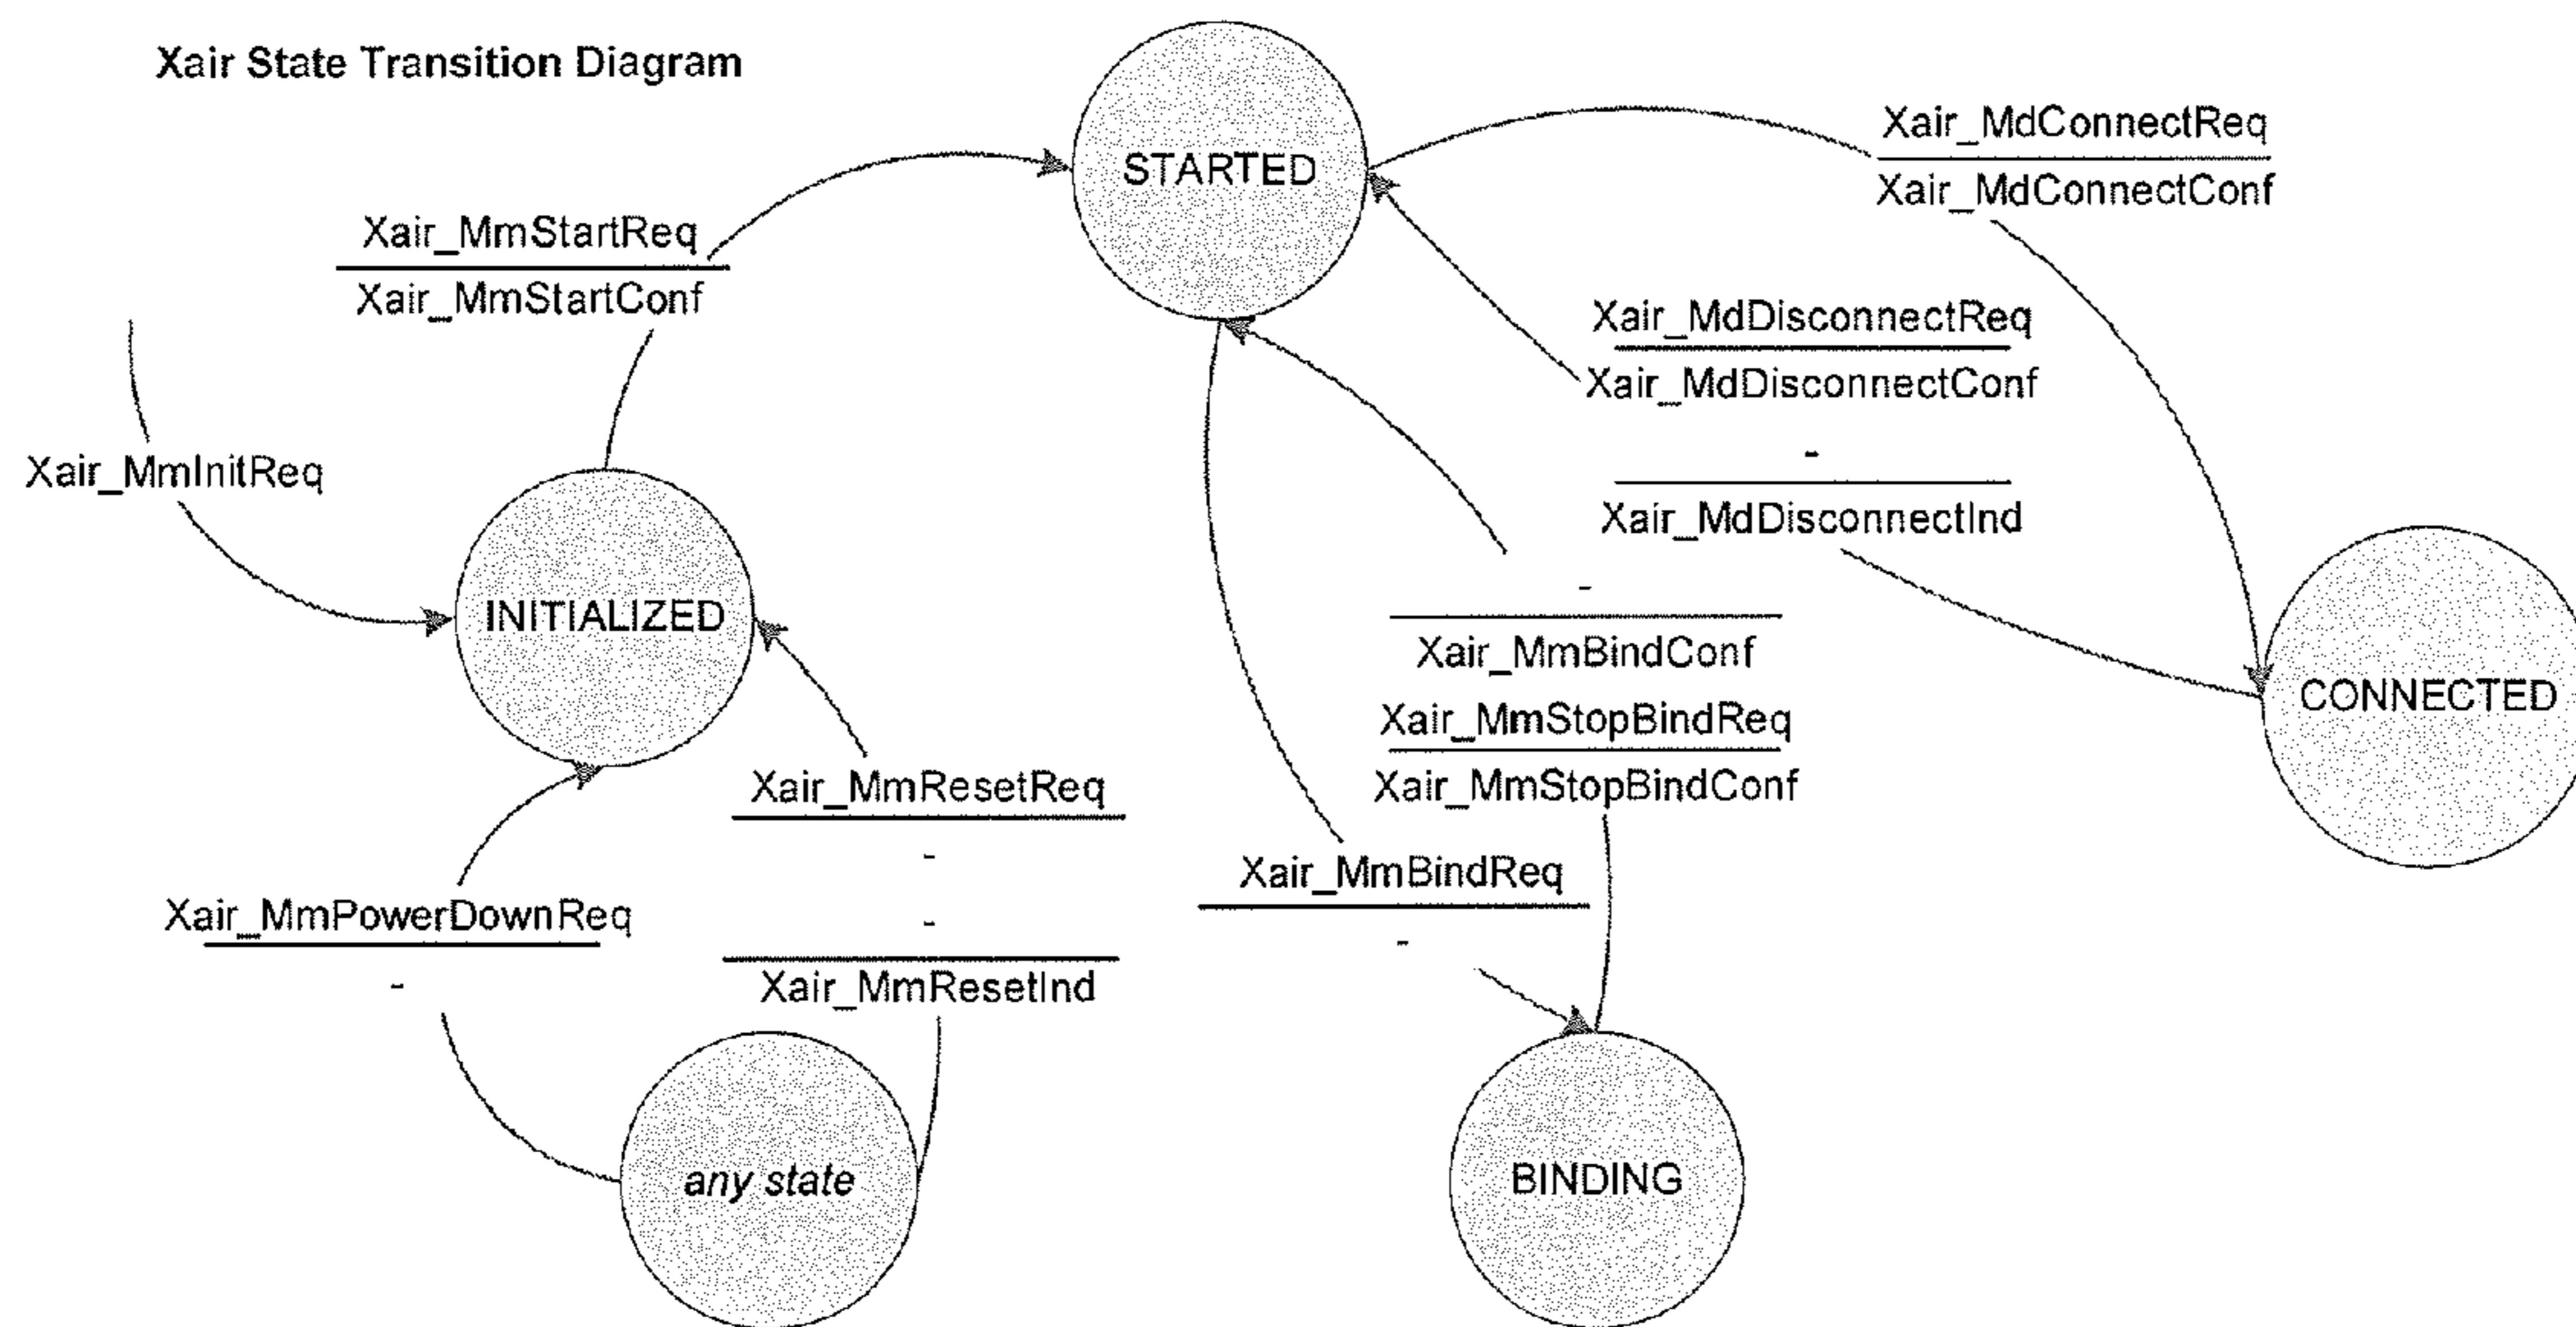 Xair State Transition Diagram
STARTED
Xair_MdConnectReq
Xair_MdConnectConf
Xair_MmStartReq
Xair_MmStartConf
Xair_MdDisconnectReq
Xair_MdDisconnectConf
-
Xair_MdDisconnectInd
Xair_MmInitReq
INITIALIZED
-
Xair_MmBindConf
Xair_MmStopBindReq
Xair_MmStopBindConf
CONNECTED
Xair_MmResetReq
-
-
Xair_MmResetInd
Xair_MmBindReq
-
Xair_MmPowerDownReq
-
any state
BINDING